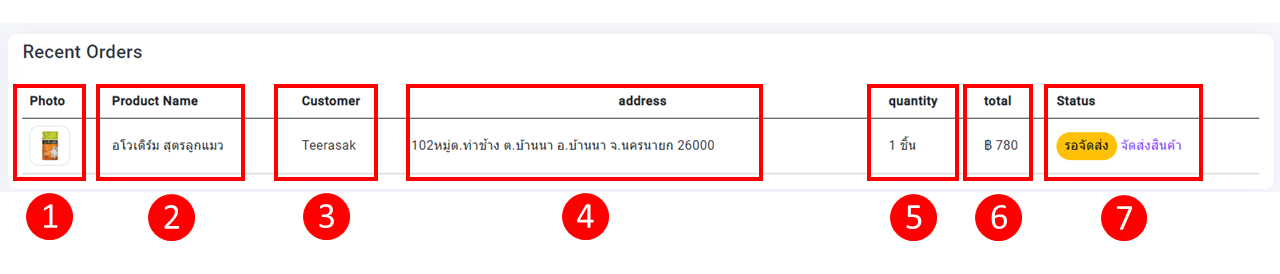 Recent Orders
Photo Product Name Customer address quantity total Status
อโวเดิร์ม สุตรลูกแมว Teerasak 102หมู่ต.ท่าช้าง ต.บ้านนา อ.บ้านนา จ.นครนายก 26000 1 ชิ้น ฿ 780 รอจัดส่ง จัดส่งสินค้า
1 2 3 4 5 6 7